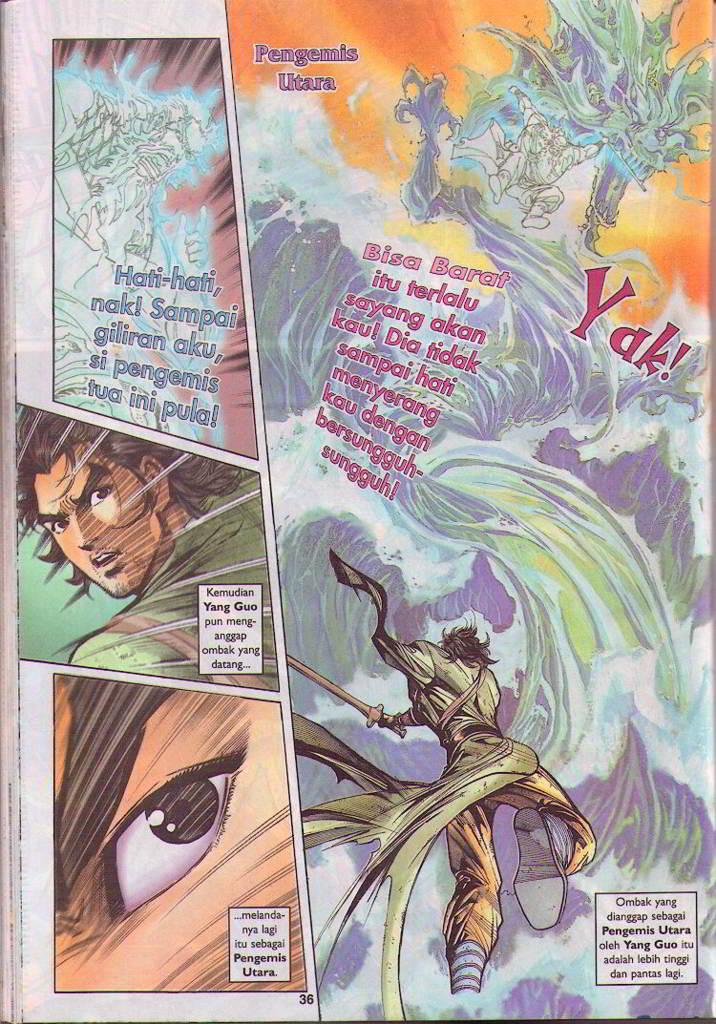 Pengemis
Utara
Hati-hati,
nak! Sampai
giliran aku,
si pengemis
tua ini pula!
Bisa Barat
itu terlalu
sayang akan
kau! Dia tidak
sampai hati
menyerang
kau dengan
bersungguh-
sungguh!
Yak!
Kemudian
Yang Guo
pun meng-
anggap
ombak yang
datang...
...melanda-
nya lagi
itu sebagai
Pengemis
Utara.
Ombak yang
dianggap sebagai
Pengemis Utara
oleh Yang Guo itu
adalah lebih tinggi
dan pantas lagi.
36